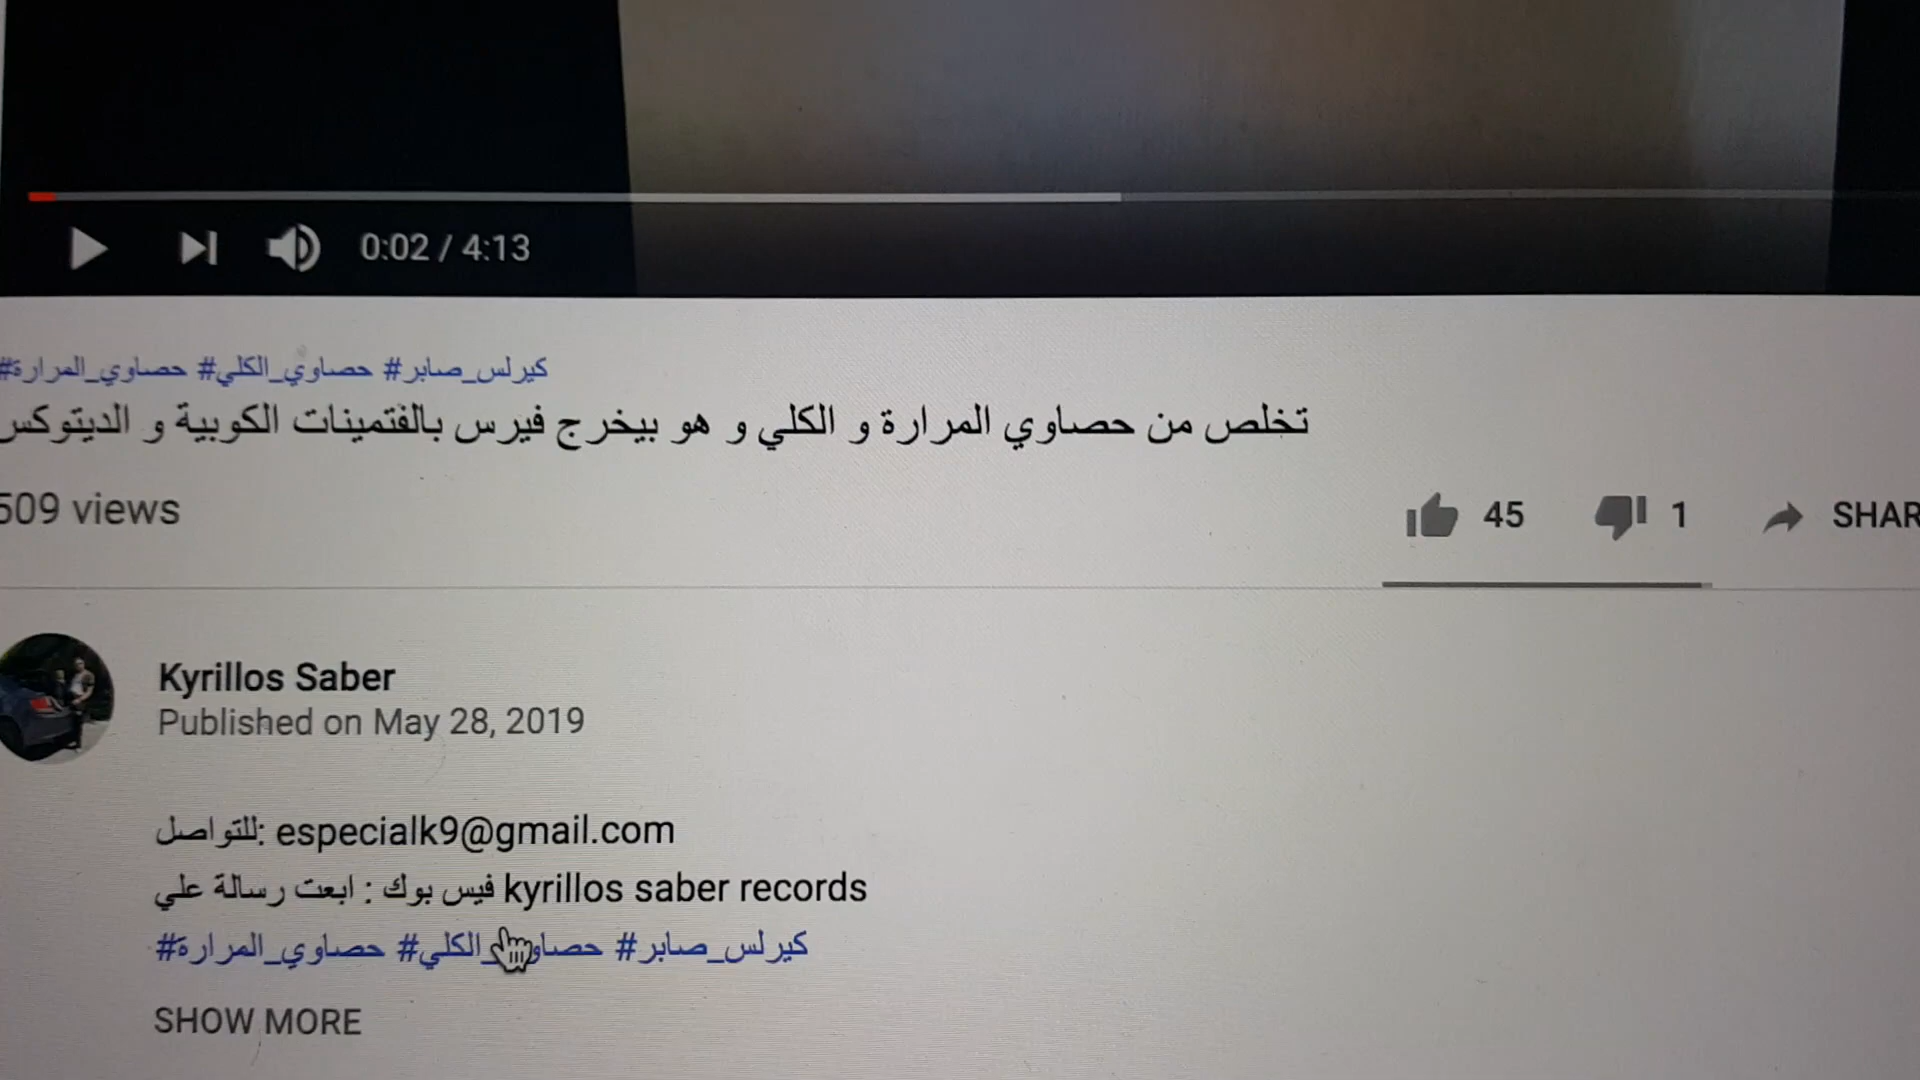 0:02 / 4:13
#كيرلس_صابر #حصاوي_الكلي #حصاوي_المرارة
تخلص من حصاوي المرارة و الكلي و هو بيخرج فيرس بالفتمينات الكوبية و الديتوكس
509 views 45 1 SHAR
Kyrillos Saber
Published on May 28, 2019
للتواصل: especialk9@gmail.com
فيس بوك : ابعت رسالة علي kyrillos saber records
#كيرلس_صابر #حصاوي_الكلي #حصاوي_المرارة
SHOW MORE